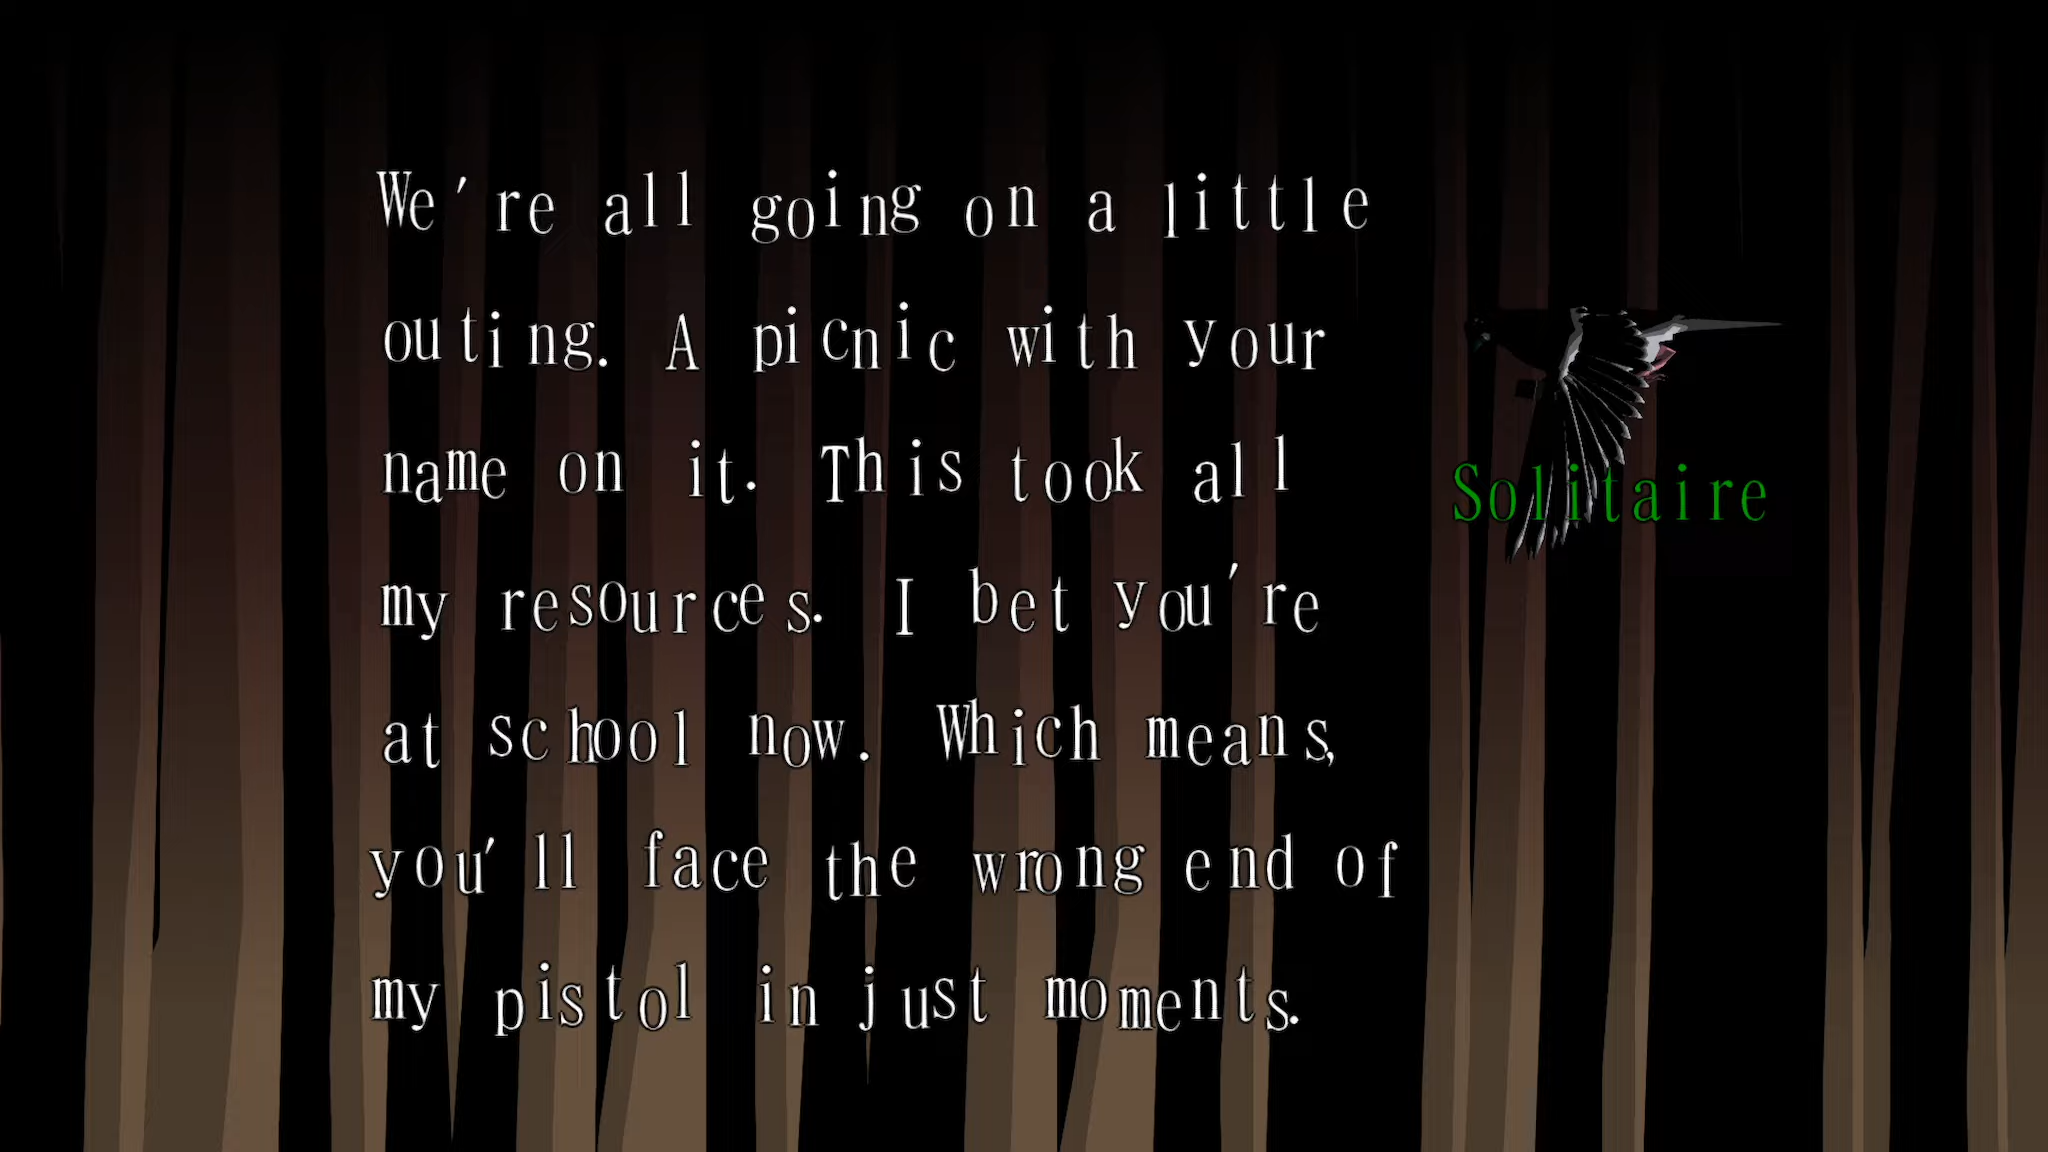 We're all going on a little
outing. A picnic with your
name on it. This took all
my resources. I bet you're
at school now. Which means,
you'll face the wrong end of
my pistol in just moments.
Solitaire